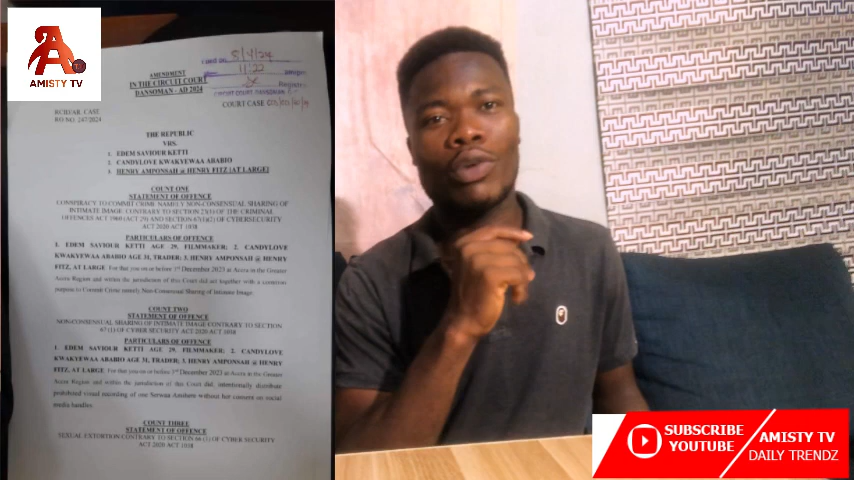 A
TV
AMISTY TV
8/4/24
11:22
AMENDMENT
IN THE CIRCUIT COURT
DANSOMAN - AD 2024
COURT CASE
RO NO. 247/2024
THE REPUBLIC
VRS.
1. EDEM SAVIOUR KETTI
2. CANDYLOVE KWAKYEWAA ABABIO
3. HENRY AMPONSAH @ HENRY FITZ [AT LARGE]
COUNT ONE
STATEMENT OF OFFENCE
CONSPIRACY TO COMMIT CRIME NAMELY NON-CONSENSUAL SHARING OF
INTIMATE IMAGE CONTRARY TO SECTION OF THE CRIMINAL
OFFENCES ACT 1960 (ACT 29) AND SECTION OF CYBERSECURITY
ACT 2020 ACT 1038
PARTICULARS OF OFFENCE
1. EDEM SAVIOUR KETTI AGE 29, FILMMAKER; 2. CANDYLOVE
KWAKYEWAA ABABIO AGE 31, TRADER; 3. HENRY AMPONSAH @ HENRY
FITZ, AT LARGE. For that you on or before December 2023 at Accra in the Greater
Accra Region and within the jurisdiction of this Court did act together with a common
purpose to Commit Crime namely Non-Consensual Sharing of Intimate Image.
COUNT TWO
STATEMENT OF OFFENCE
NON-CONSENSUAL SHARING OF INTIMATE IMAGE CONTRARY TO SECTION
67(1) OF CYBER SECURITY ACT 2020 ACT 1038
PARTICULARS OF OFFENCE
1. EDEM SAVIOUR KETTI AGE 29, FILMMAKER; 2. CANDYLOVE
KWAKYEWAA ABABIO AGE 31, TRADER; 3. HENRY AMPONSAH @ HENRY
FITZ, AT LARGE. For that you on or before December 2023 at Accra in the Greater
Accra Region and within the jurisdiction of this Court did, intentionally distribute
prohibited visual recording of one Serwaa Amihere without her consent on social
media handles.
COUNT THREE
STATEMENT OF OFFENCE
SEXUAL EXTORTION CONTRARY TO SECTION 66 (1) OF CYBER SECURITY
ACT 2020 ACT 1038
SUBSCRIBE
YOUTUBE
AMISTY TV
DAILY TRENDZ